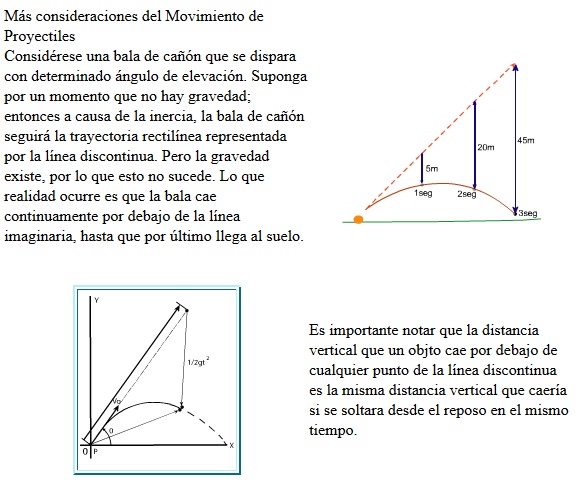 Más consideraciones del Movimiento de
Proyectiles
Considérese una bala de cañón que se dispara
con determinado ángulo de elevación. Suponga
por un momento que no hay gravedad;
entonces a causa de la inercia, la bala de cañón
seguirá la trayectoria rectilínea representada
por la línea discontinua. Pero la gravedad
existe, por lo que esto no sucede. Lo que
realidad ocurre es que la bala cae
continuamente por debajo de la línea
imaginaria, hasta que por último llega al suelo.
45m
20m
5m
1seg
2seg
3seg
Y
1/2gt²
Vo
θ
0
P
X
Es importante notar que la distancia
vertical que un objto cae por debajo de
cualquier punto de la línea discontinua
es la misma distancia vertical que caería
si se soltara desde el reposo en el mismo
tiempo.